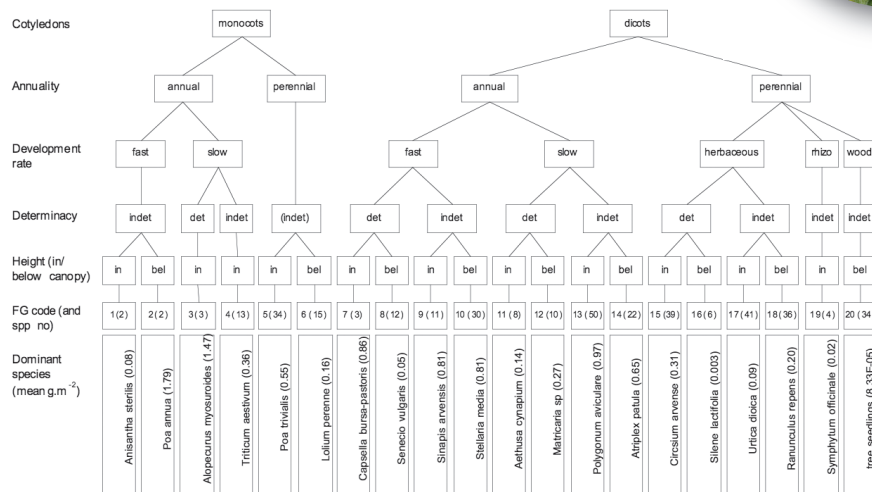 Cotyledons
monocots
dicots
Annuality
annual
perennial
annual
perennial
Development
rate
fast
slow
fast
slow
herbaceous
rhizo
wood
Determinacy
indet
det
indet
(indet)
det
indet
det
indet
det
indet
indet
indet
Height (in/
below canopy)
in
bel
in
in
in
bel
in
bel
in
bel
in
bel
in
bel
in
bel
in
bel
in
bel
FG code (and
spp no)
1(2)
2(2)
3(3)
4(13)
5(34)
6(15)
7(3)
8(12)
9(11)
10(30)
11(8)
12(10)
13(50)
14(22)
15(39)
16(6)
17(41)
18(36)
19(4)
20(34
Dominant
species
(mean g.m-2)
Anisantha sterilis (0.08)
Poa annua (1.79)
Alopecurus myosuroides (1.47)
Triticum aestivum (0.36)
Poa trivialis (0.55)
Lolium perenne (0.16)
Capsella bursa-pastoris (0.86)
Senecio vulgaris (0.05)
Sinapis arvensis (0.81)
Stellaria media (0.81)
Aethusa cynapium (0.14)
Matricaria sp (0.27)
Polygonum aviculare (0.97)
Atriplex patula (0.65)
Circsium arvense (0.31)
Silene lactifolia (0.003)
Urtica dioica (0.09)
Ranunculus repens (0.20)
Symphytum officinale (0.02)
tree seedlings (8.33E-05)